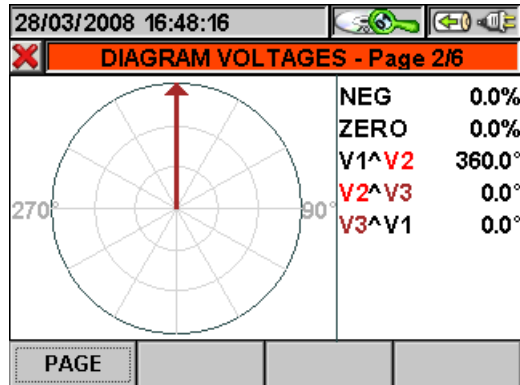 28/03/2008 16:48:16
DIAGRAM VOLTAGES - Page 2/6
NEG 0.0%
ZERO 0.0%
V1^V2 360.0°
V2^V3 0.0°
V3^V1 0.0°
270° 90°
PAGE